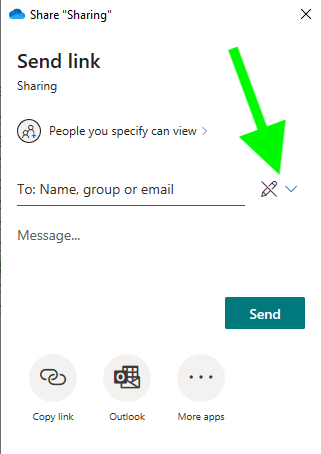 Share "Sharing"
Send link
Sharing
People you specify can view
To: Name, group or email
Message...
Send
Copy link
Outlook
More apps